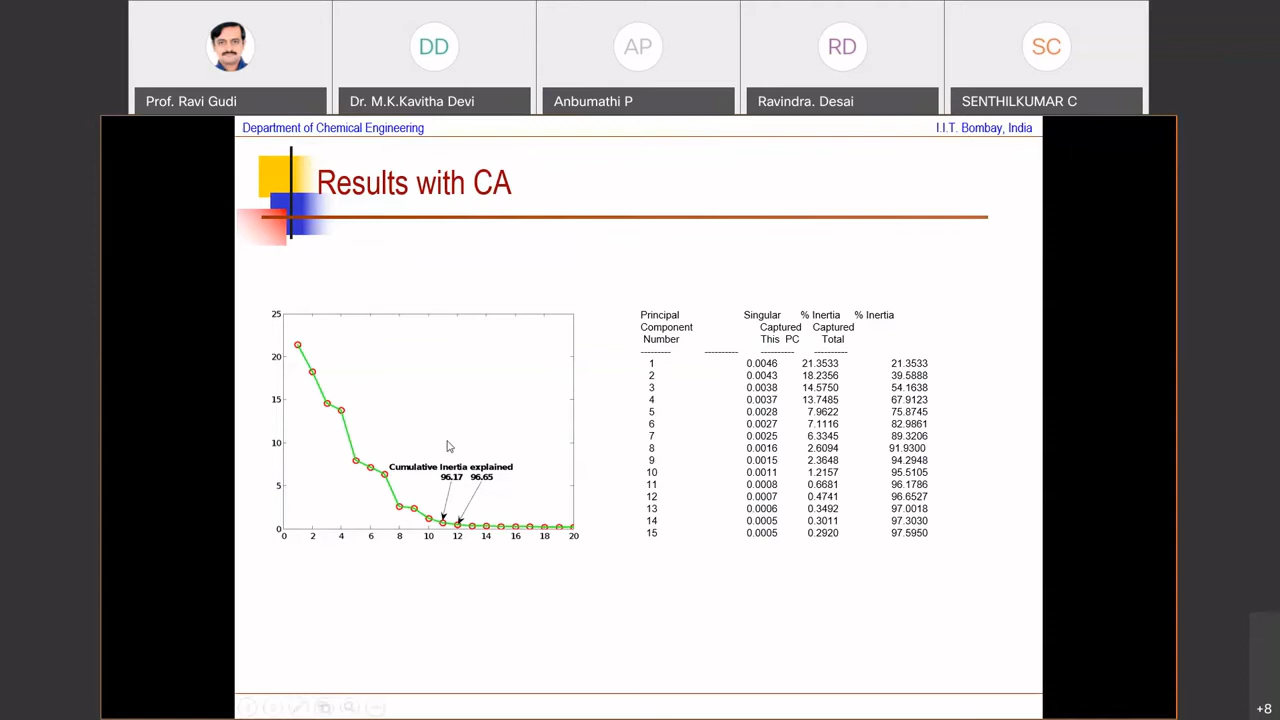 DD
AP
RD
SC
Prof. Ravi Gudi
Dr. M.K.Kavitha Devi
Anbumathi P
Ravindra. Desai
SENTHILKUMAR C
Department of Chemical Engineering
I.I.T. Bombay, India
Results with CA
25
20
15
10
5
0
Cumulative Inertia explained
96.17 96.65
0 2 4 6 8 10 12 14 16 18 20
Principal Singular % Inertia % Inertia
Component Captured Captured
Number This PC Total
--------- ---------- ---------- ----------
1 0.0046 21.3533 21.3533
2 0.0043 18.2356 39.5888
3 0.0038 14.5750 54.1638
4 0.0037 13.7485 67.9123
5 0.0028 7.9622 75.8745
6 0.0027 7.1116 82.9861
7 0.0025 6.3345 89.3206
8 0.0016 2.6094 91.9300
9 0.0015 2.3648 94.2948
10 0.0011 1.2157 95.5105
11 0.0008 0.6681 96.1786
12 0.0007 0.4741 96.6527
13 0.0006 0.3492 97.0018
14 0.0005 0.3011 97.3030
15 0.0005 0.2920 97.5950
+8